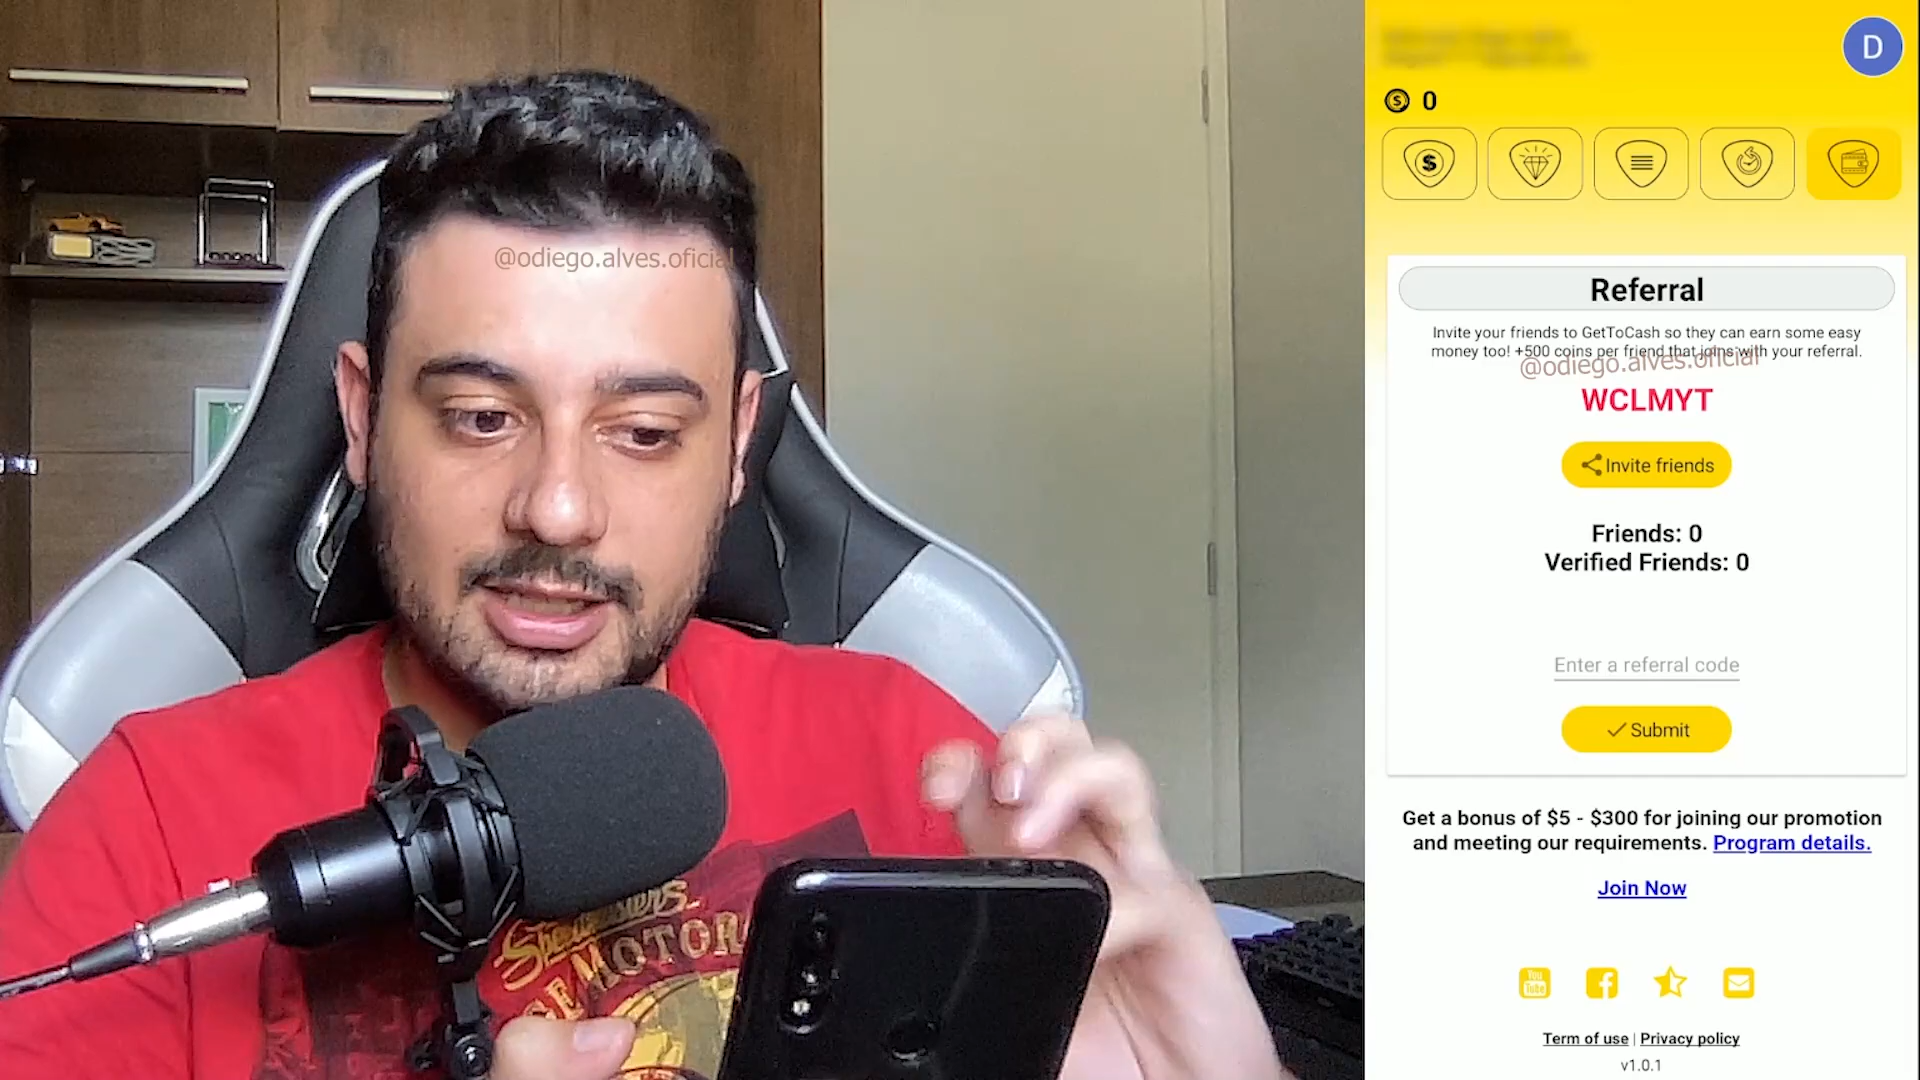 @odiego.alves.oficial
D
0
Referral
Invite your friends to GetToCash so they can earn some easy
money too! +500 coins per friend that joins with your referral.
@odiego.alves.oficial
WCLMYT
Invite friends
Friends: 0
Verified Friends: 0
Enter a referral code
Submit
Get a bonus of $5 - $300 for joining our promotion
and meeting our requirements. Program details.
Join Now
You
Tube
Term of use | Privacy policy
v1.0.1
MOTOR